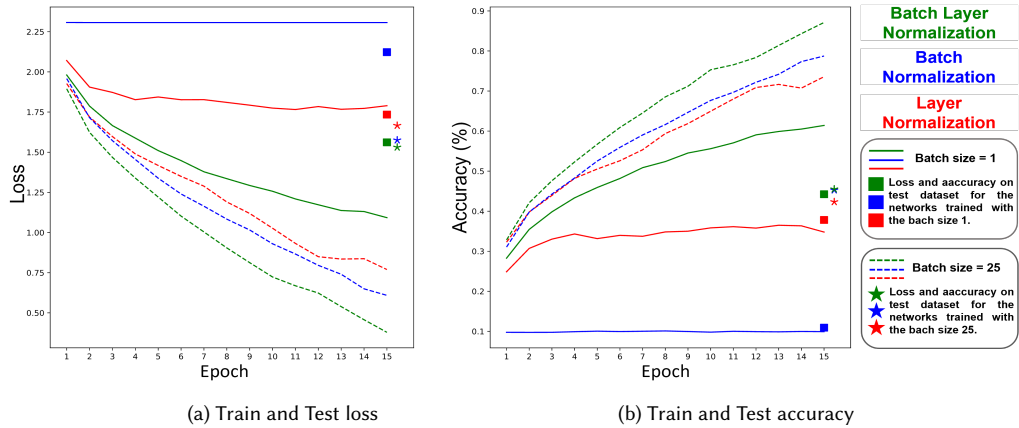 2.25
2.00
1.75
1.50
1.25
1.00
0.75
0.50
Loss
1 2 3 4 5 6 7 8 9 10 11 12 13 14 15
Epoch
(a) Train and Test loss
0.9
0.8
0.7
0.6
0.5
0.4
0.3
0.2
0.1
Accuracy (%)
1 2 3 4 5 6 7 8 9 10 11 12 13 14 15
Epoch
(b) Train and Test accuracy
Batch Layer
Normalization
Batch
Normalization
Layer
Normalization
Batch size = 1
Loss and aaccuracy on
test dataset for the
networks trained with
the bach size 1.
Batch size = 25
Loss and aaccuracy on
test dataset for the
networks trained with
the bach size 25.